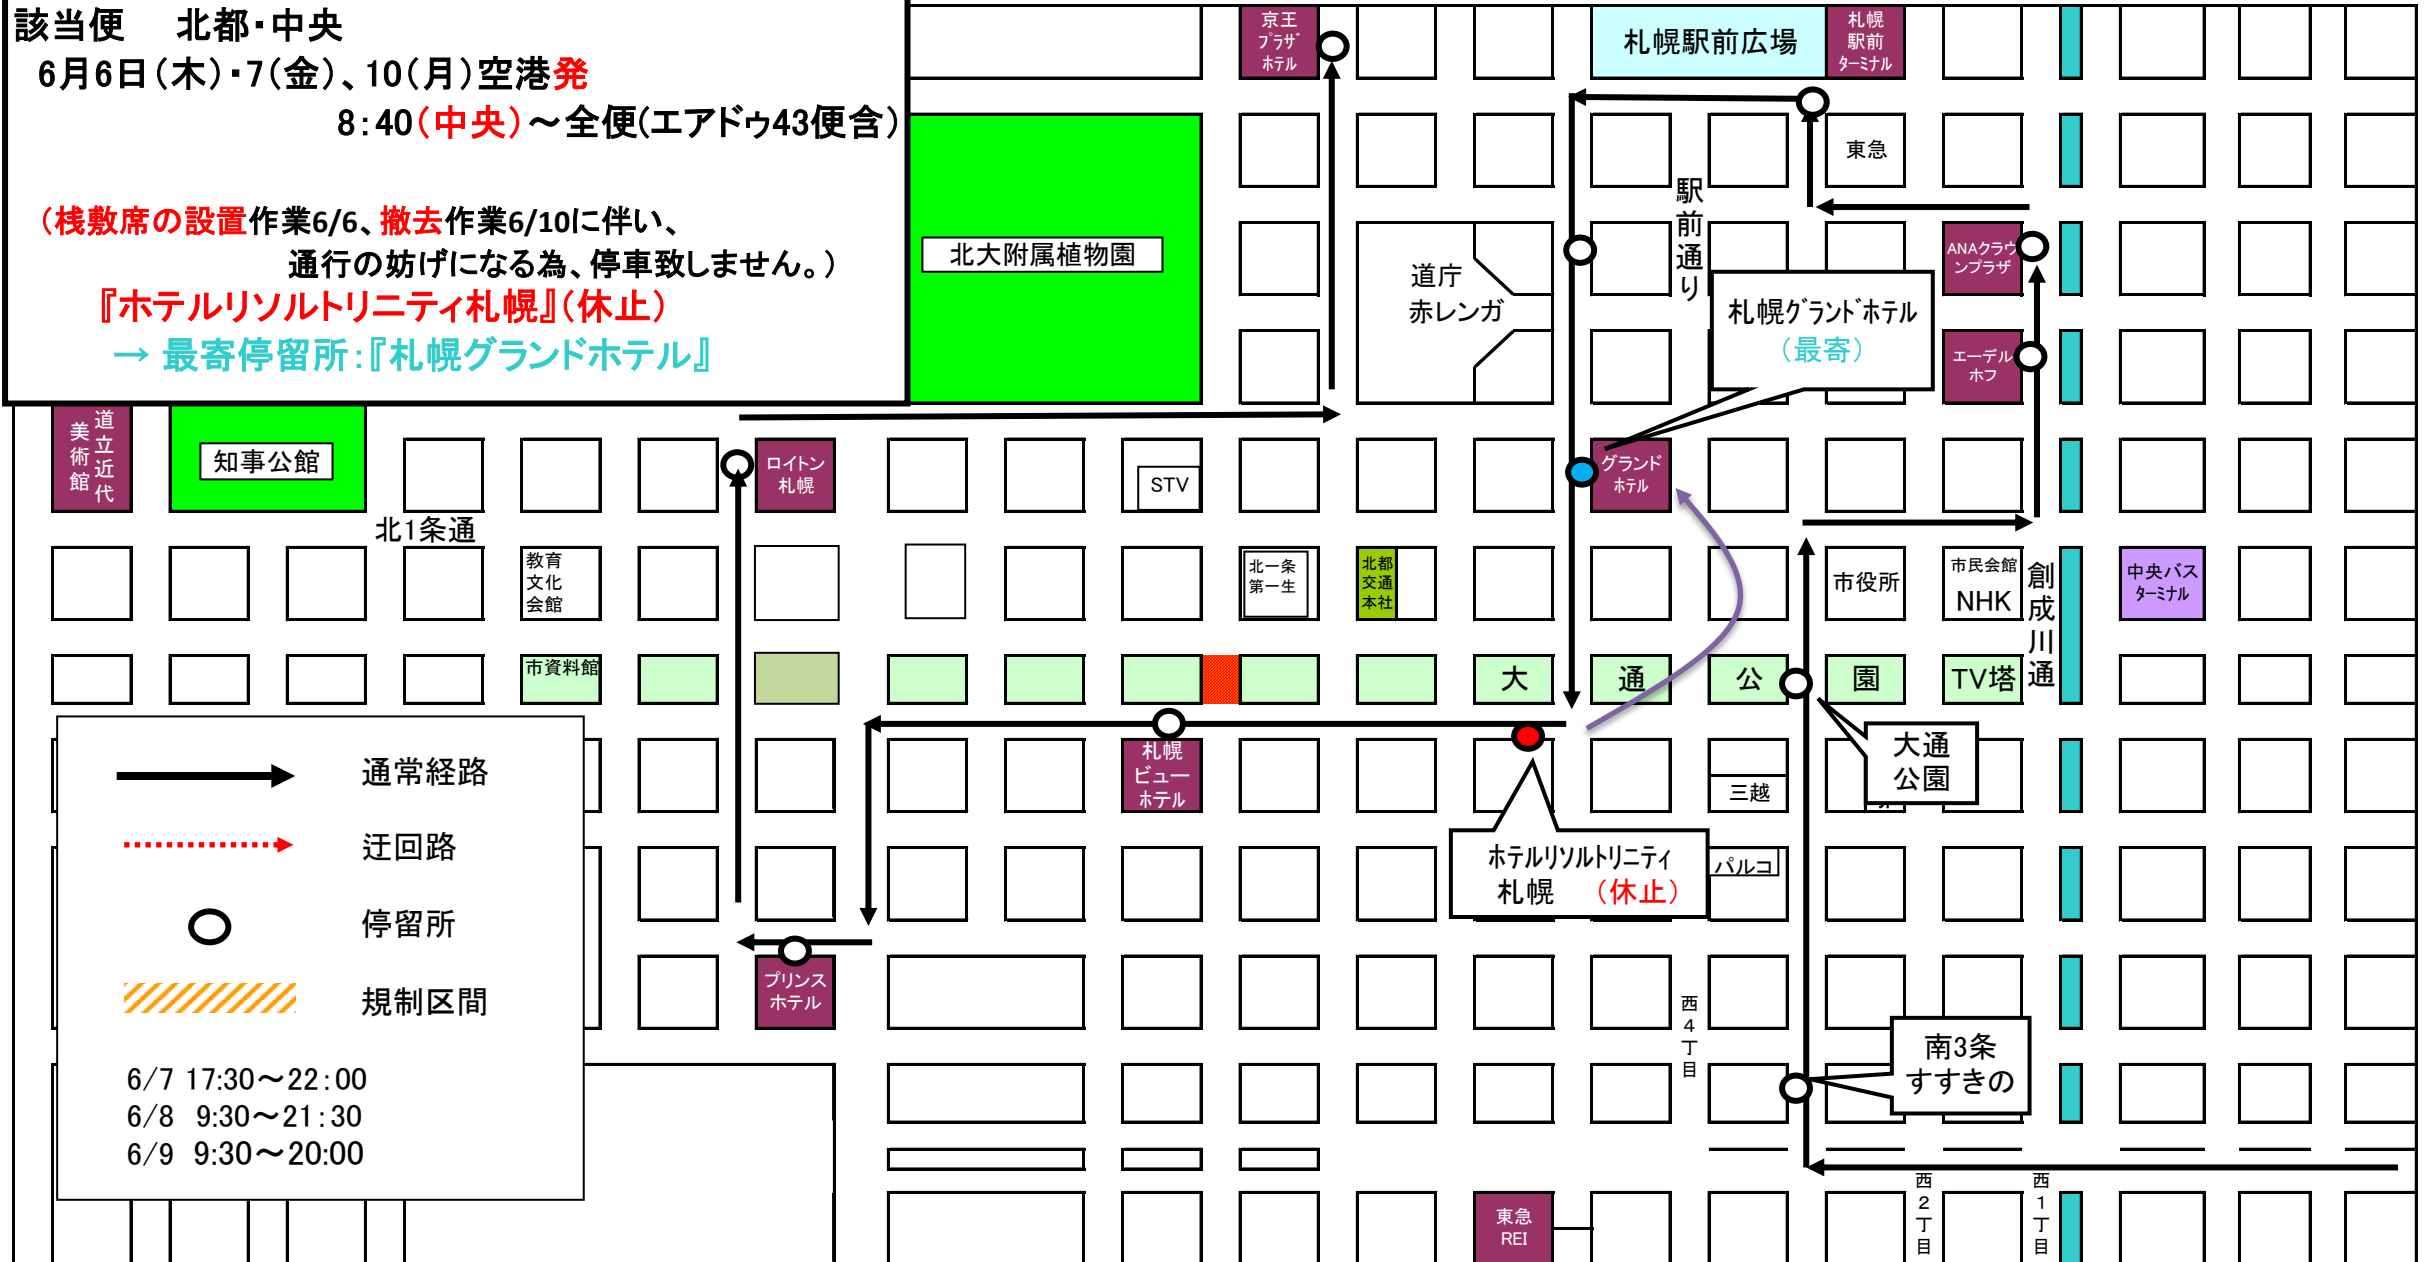 該当便　北都・中央
6月6日(木)・7(金)、10(月)空港発
8:40(中央)～全便(エアドゥ43便含)
(桟敷席の設置作業6/6、撤去作業6/10に伴い、
通行の妨げになる為、停車致しません。)
『ホテルリソルトリニティ札幌』(休止)
→ 最寄停留所:『札幌グランドホテル』
京王
プラザ
ホテル
札幌駅前広場
札幌
駅前
ターミナル
東急
駅前通り
北大附属植物園
道庁
赤レンガ
ANAクラウ
ンプラザ
札幌グランドホテル
(最寄)
エーデル
ホフ
道立近代
美術館
知事公館
ロイトン
札幌
STV
グランド
ホテル
北1条通
教育
文化
会館
北一条
第一生
北都
交通
本社
市役所
市民会館
NHK
創成川通
中央バス
ターミナル
市資料館
大
通
公
園
TV塔
札幌
ビュー
ホテル
三越
大通
公園
ホテルリソルトリニティ
札幌　(休止)
パルコ
プリンス
ホテル
西4丁目
南3条
すすきの
西2丁目
西1丁目
東急
REI
通常経路
迂回路
停留所
規制区間
6/7 17:30～22:00
6/8 9:30～21:30
6/9 9:30～20:00